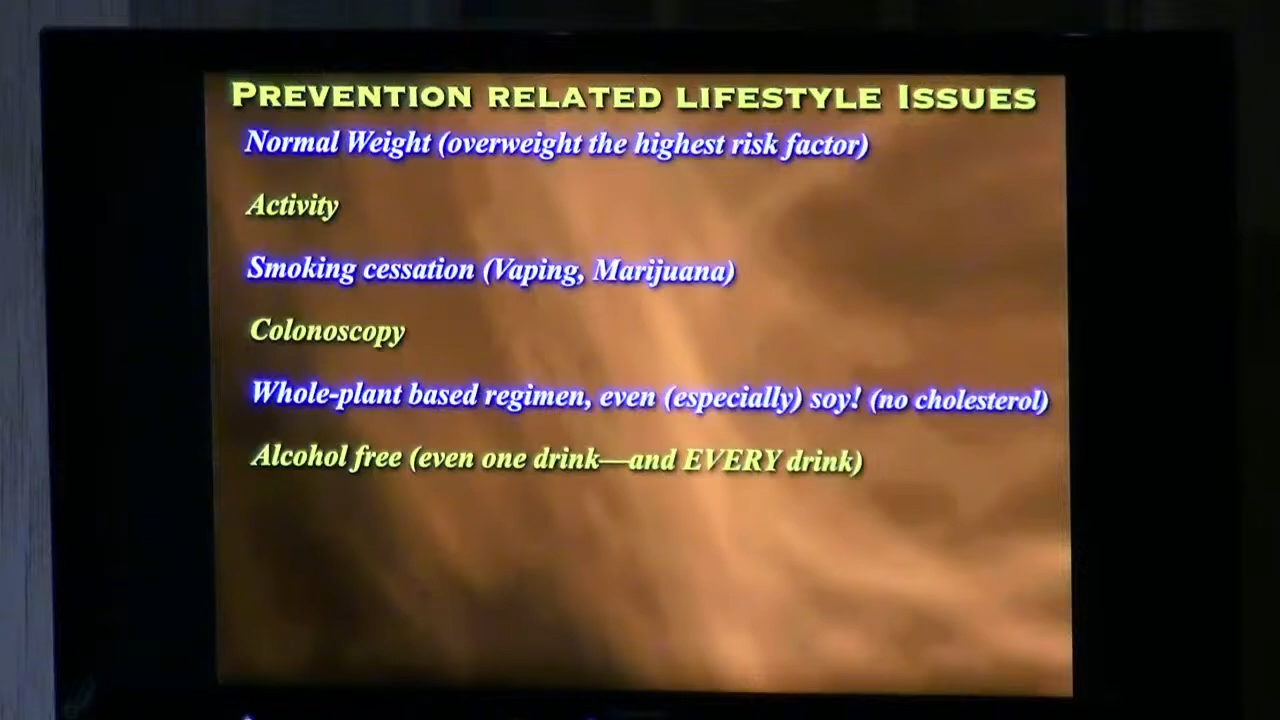 Prevention related lifestyle Issues
Normal Weight (overweight the highest risk factor)
Activity
Smoking cessation (Vaping, Marijuana)
Colonoscopy
Whole-plant based regimen, even (especially) soy! (no cholesterol)
Alcohol free (even one drink—and EVERY drink)